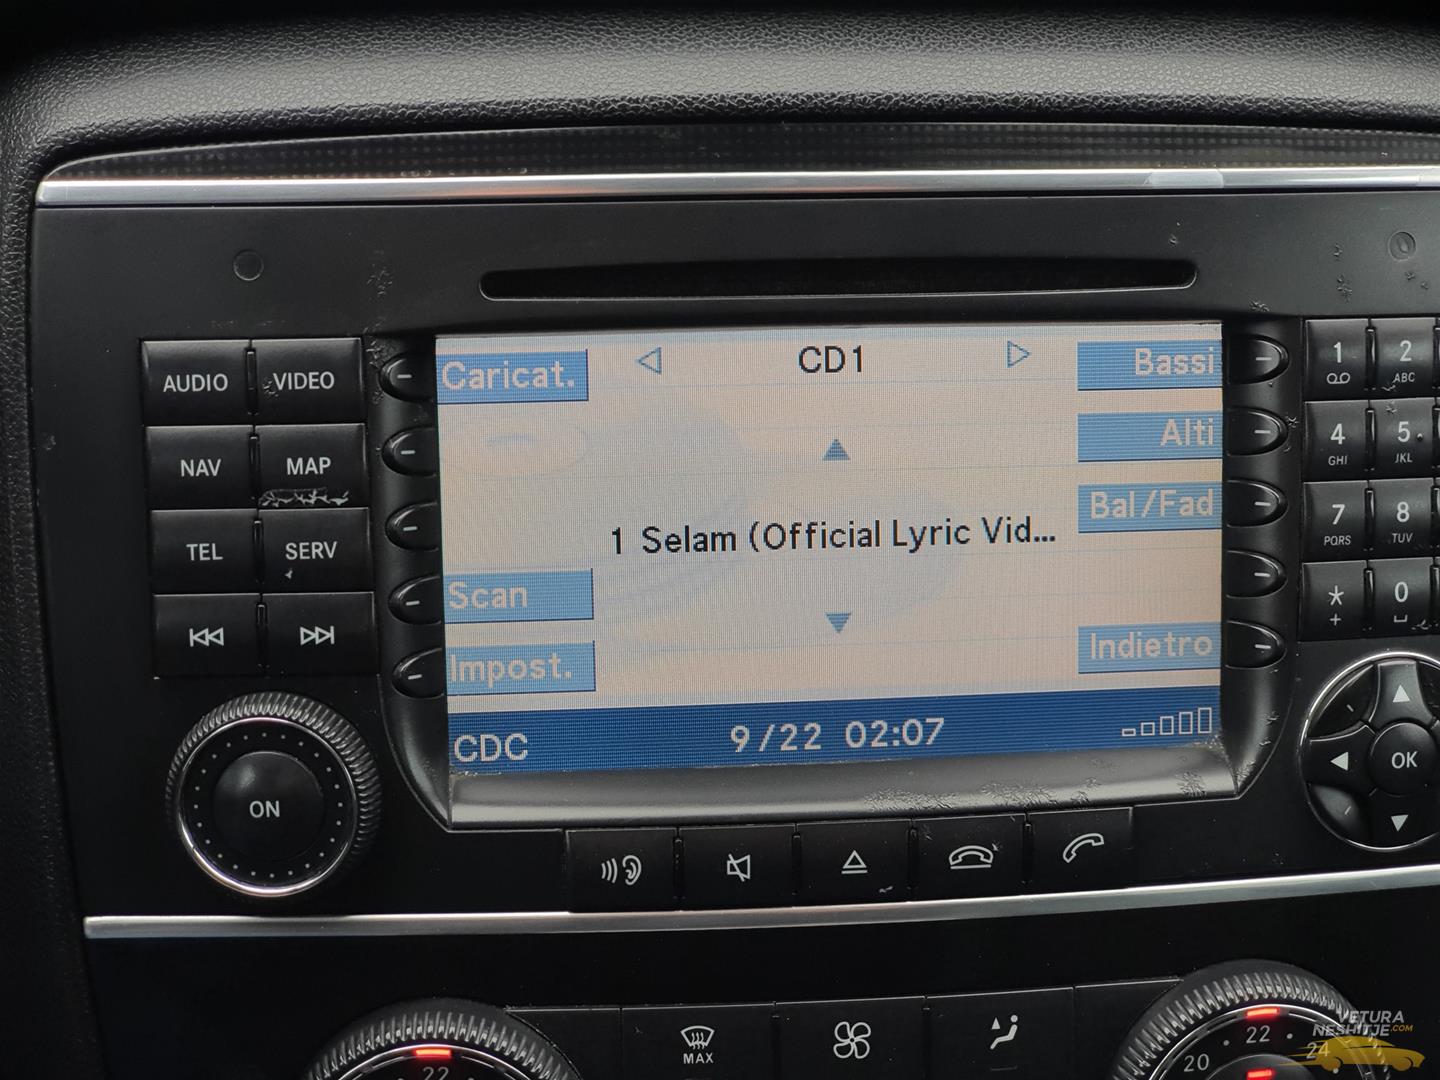 Caricat.
CD1
Bassi
Alti
Bal/Fad
1 Selam (Official Lyric Vid...
Scan
Impost.
Indietro
CDC
9/22 02:07
AUDIO
VIDEO
NAV
MAP
TEL
SERV
ON
1
2 ABC
4 GHI
5 JKL
7 PQRS
8 TUV
* +
0
OK
MAX
22
20
22
24
VETURA
NESHITJE.COM